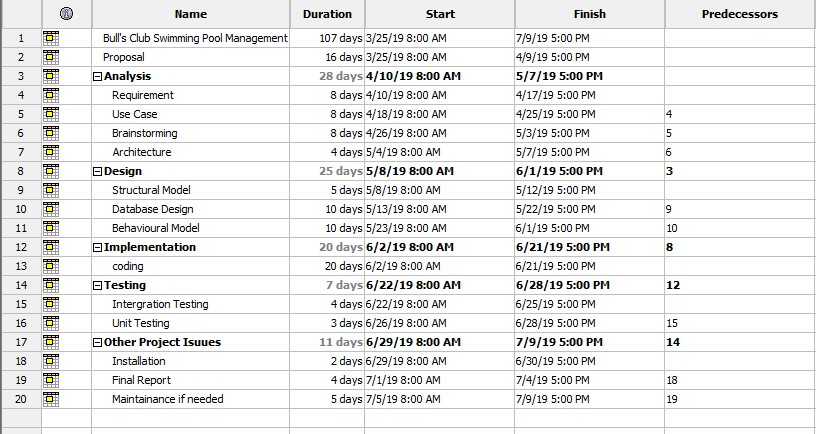 Name Duration Start Finish Predecessors
1 Bull's Club Swimming Pool Management 107 days 3/25/19 8:00 AM 7/9/19 5:00 PM
2 Proposal 16 days 3/25/19 8:00 AM 4/9/19 5:00 PM
3 Analysis 28 days 4/10/19 8:00 AM 5/7/19 5:00 PM
4 Requirement 8 days 4/10/19 8:00 AM 4/17/19 5:00 PM
5 Use Case 8 days 4/18/19 8:00 AM 4/25/19 5:00 PM 4
6 Brainstorming 8 days 4/26/19 8:00 AM 5/3/19 5:00 PM 5
7 Architecture 4 days 5/4/19 8:00 AM 5/7/19 5:00 PM 6
8 Design 25 days 5/8/19 8:00 AM 6/1/19 5:00 PM 3
9 Structural Model 5 days 5/8/19 8:00 AM 5/12/19 5:00 PM
10 Database Design 10 days 5/13/19 8:00 AM 5/22/19 5:00 PM 9
11 Behavioural Model 10 days 5/23/19 8:00 AM 6/1/19 5:00 PM 10
12 Implementation 20 days 6/2/19 8:00 AM 6/21/19 5:00 PM 8
13 coding 20 days 6/2/19 8:00 AM 6/21/19 5:00 PM
14 Testing 7 days 6/22/19 8:00 AM 6/28/19 5:00 PM 12
15 Intergration Testing 4 days 6/22/19 8:00 AM 6/25/19 5:00 PM
16 Unit Testing 3 days 6/26/19 8:00 AM 6/28/19 5:00 PM 15
17 Other Project Isuues 11 days 6/29/19 8:00 AM 7/9/19 5:00 PM 14
18 Installation 2 days 6/29/19 8:00 AM 6/30/19 5:00 PM
19 Final Report 4 days 7/1/19 8:00 AM 7/4/19 5:00 PM 18
20 Maintainance if needed 5 days 7/5/19 8:00 AM 7/9/19 5:00 PM 19